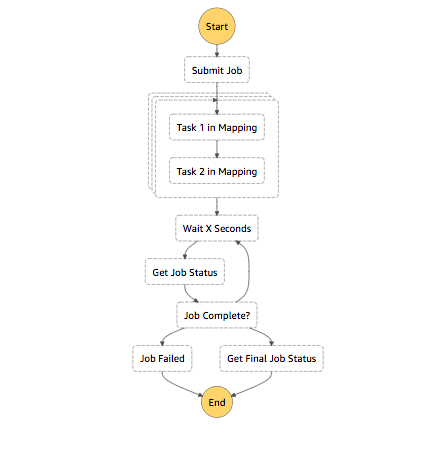 Start
Submit Job
Task 1 in Mapping
Task 2 in Mapping
Wait X Seconds
Get Job Status
Job Complete?
Job Failed
Get Final Job Status
End